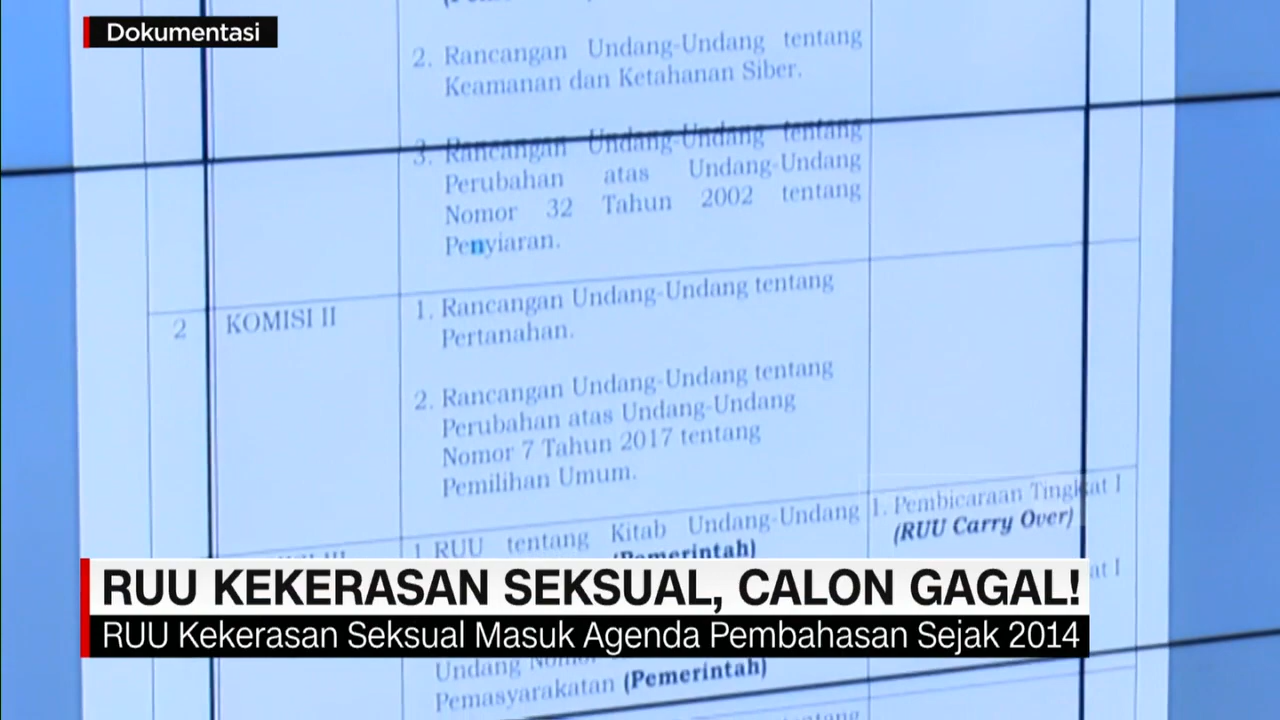 Dokumentasi
2. Rancangan Undang-Undang tentang
Keamanan dan Ketahanan Siber.
3. Rancangan Undang-Undang tentang
Perubahan atas Undang-Undang
Nomor 32 Tahun 2002 tentang
Penyiaran.
2 KOMISI II
1. Rancangan Undang-Undang tentang
Pertanahan.
2. Rancangan Undang-Undang tentang
Perubahan atas Undang-Undang
Nomor 7 Tahun 2017 tentang
Pemilihan Umum.
1 RUU tentang Kitab Undang-Undang
(Pemerintah)
1. Pembicaraan Tingkat I
(RUU Carry Over)
RUU KEKERASAN SEKSUAL, CALON GAGAL!
RUU Kekerasan Seksual Masuk Agenda Pembahasan Sejak 2014
Undang
Pemasyarakatan (Pemerintah)